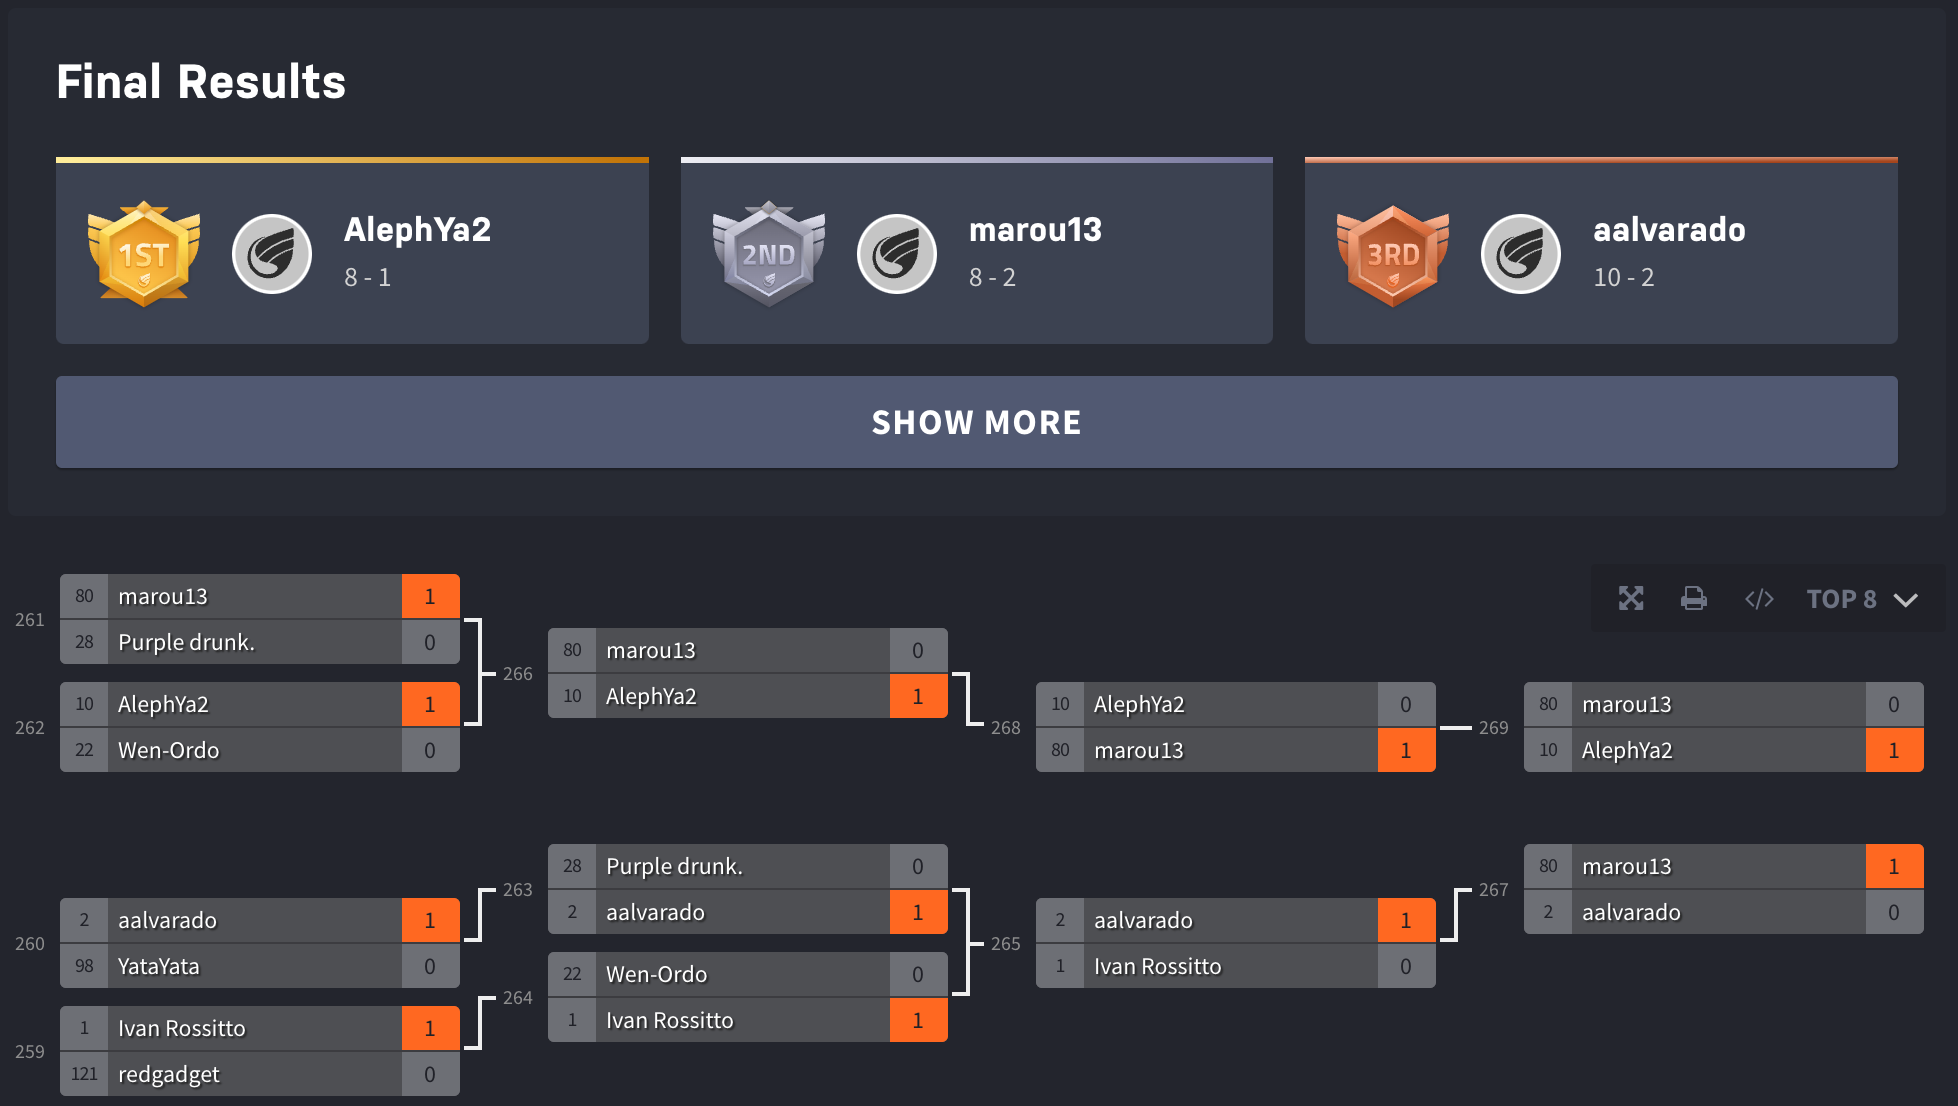 Final Results
1ST
AlephYa2
8 - 1
2ND
marou13
8 - 2
3RD
aalvarado
10 - 2
SHOW MORE
</> TOP 8
261
80 marou13 1
28 Purple drunk. 0
262
10 AlephYa2 1
22 Wen-Ordo 0
266
80 marou13 0
10 AlephYa2 1
268
10 AlephYa2 0
80 marou13 1
269
80 marou13 0
10 AlephYa2 1
260
2 aalvarado 1
98 YataYata 0
259
1 Ivan Rossitto 1
121 redgadget 0
263
28 Purple drunk. 0
2 aalvarado 1
264
22 Wen-Ordo 0
1 Ivan Rossitto 1
265
2 aalvarado 1
1 Ivan Rossitto 0
267
80 marou13 1
2 aalvarado 0